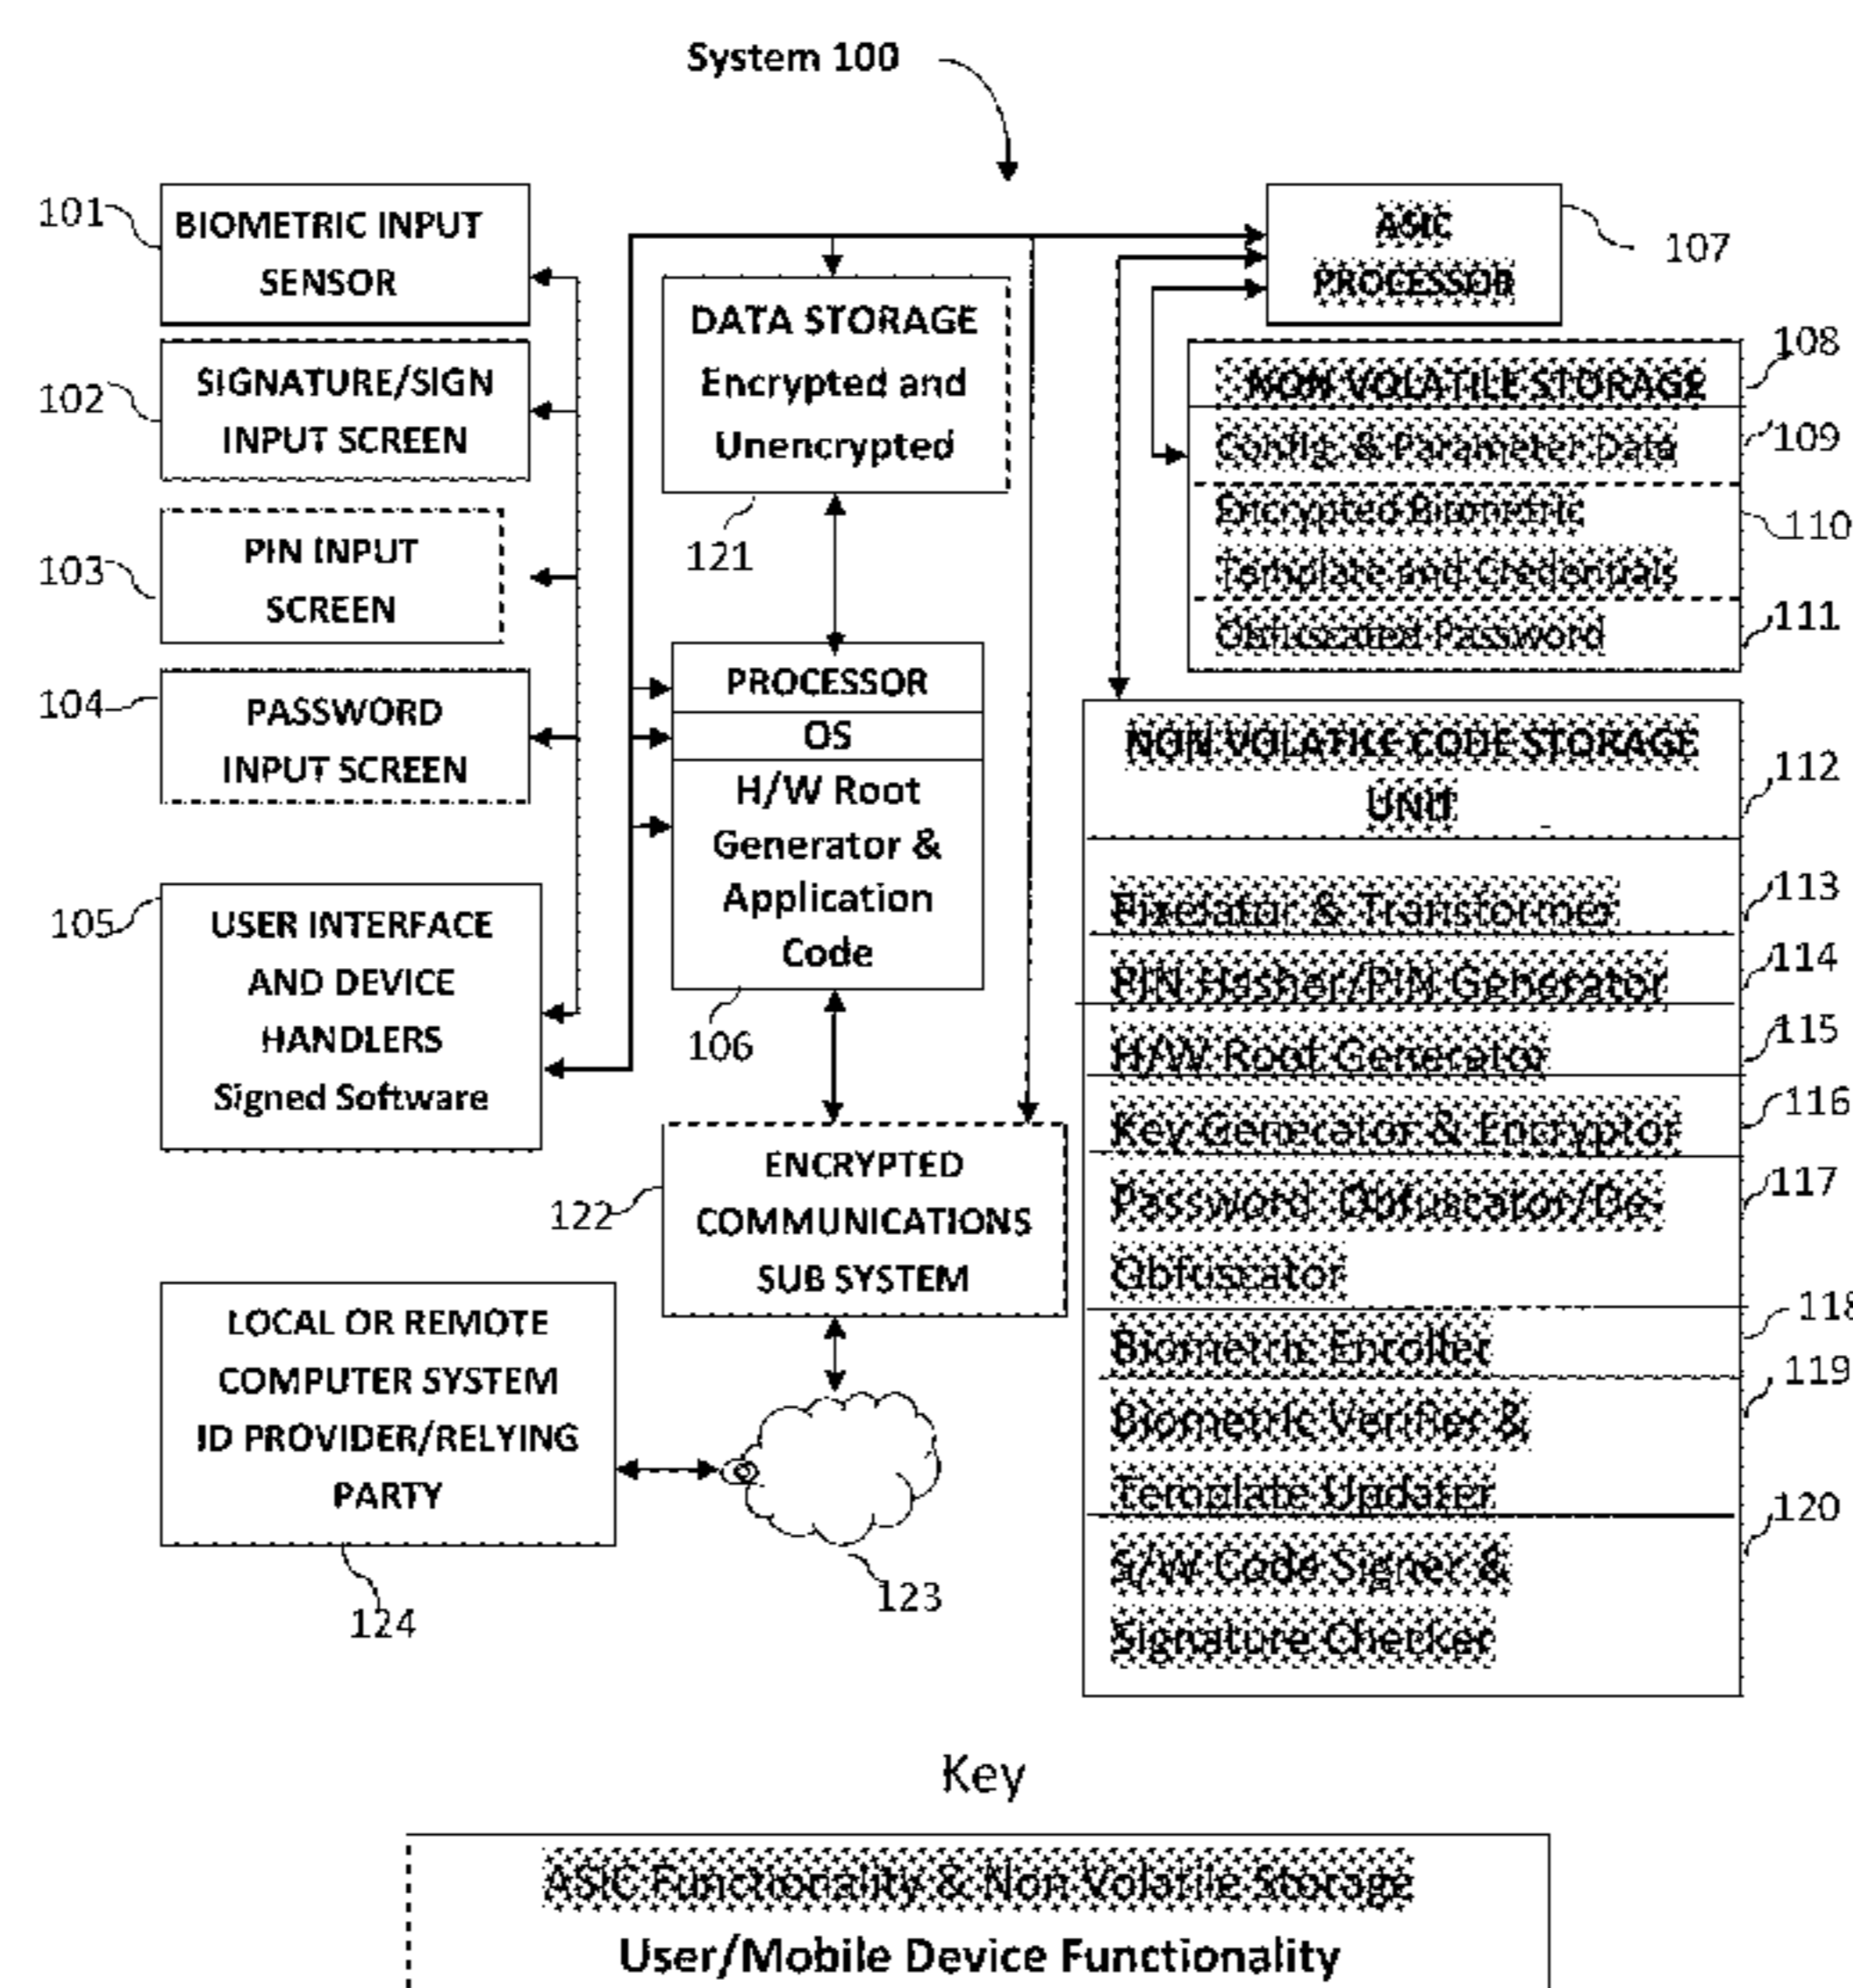 System 100
101
BIOMETRIC INPUT
SENSOR
102
SIGNATURE/SIGN
INPUT SCREEN
103
PIN INPUT
SCREEN
104
PASSWORD
INPUT SCREEN
105
USER INTERFACE
AND DEVICE
HANDLERS
Signed Software
DATA STORAGE
Encrypted and
Unencrypted
121
PROCESSOR
OS
H/W Root
Generator &
Application
Code
106
ENCRYPTED
COMMUNICATIONS
SUB SYSTEM
122
LOCAL OR REMOTE
COMPUTER SYSTEM
ID PROVIDER/RELYING
PARTY
124
123
ASIC
PROCESSOR
107
NON VOLATILE STORAGE
108
Config. & Parameter Data
109
Encrypted Biometric
Template and Credentials
110
Obfuscated Password
111
NON VOLATILE CODE STORAGE
UNIT
112
Pixelator & Transformer
113
PIN Hasher/PIN Generator
114
H/W Root Generator
115
Key Generator & Encryptor
116
Password Obfuscator/De-
Obfuscator
117
Biometric Enroller
118
Biometric Verifier &
Template Updater
119
S/W Code Signer &
Signature Checker
120
Key
ASIC Functionality & Non Volatile Storage
User/Mobile Device Functionality